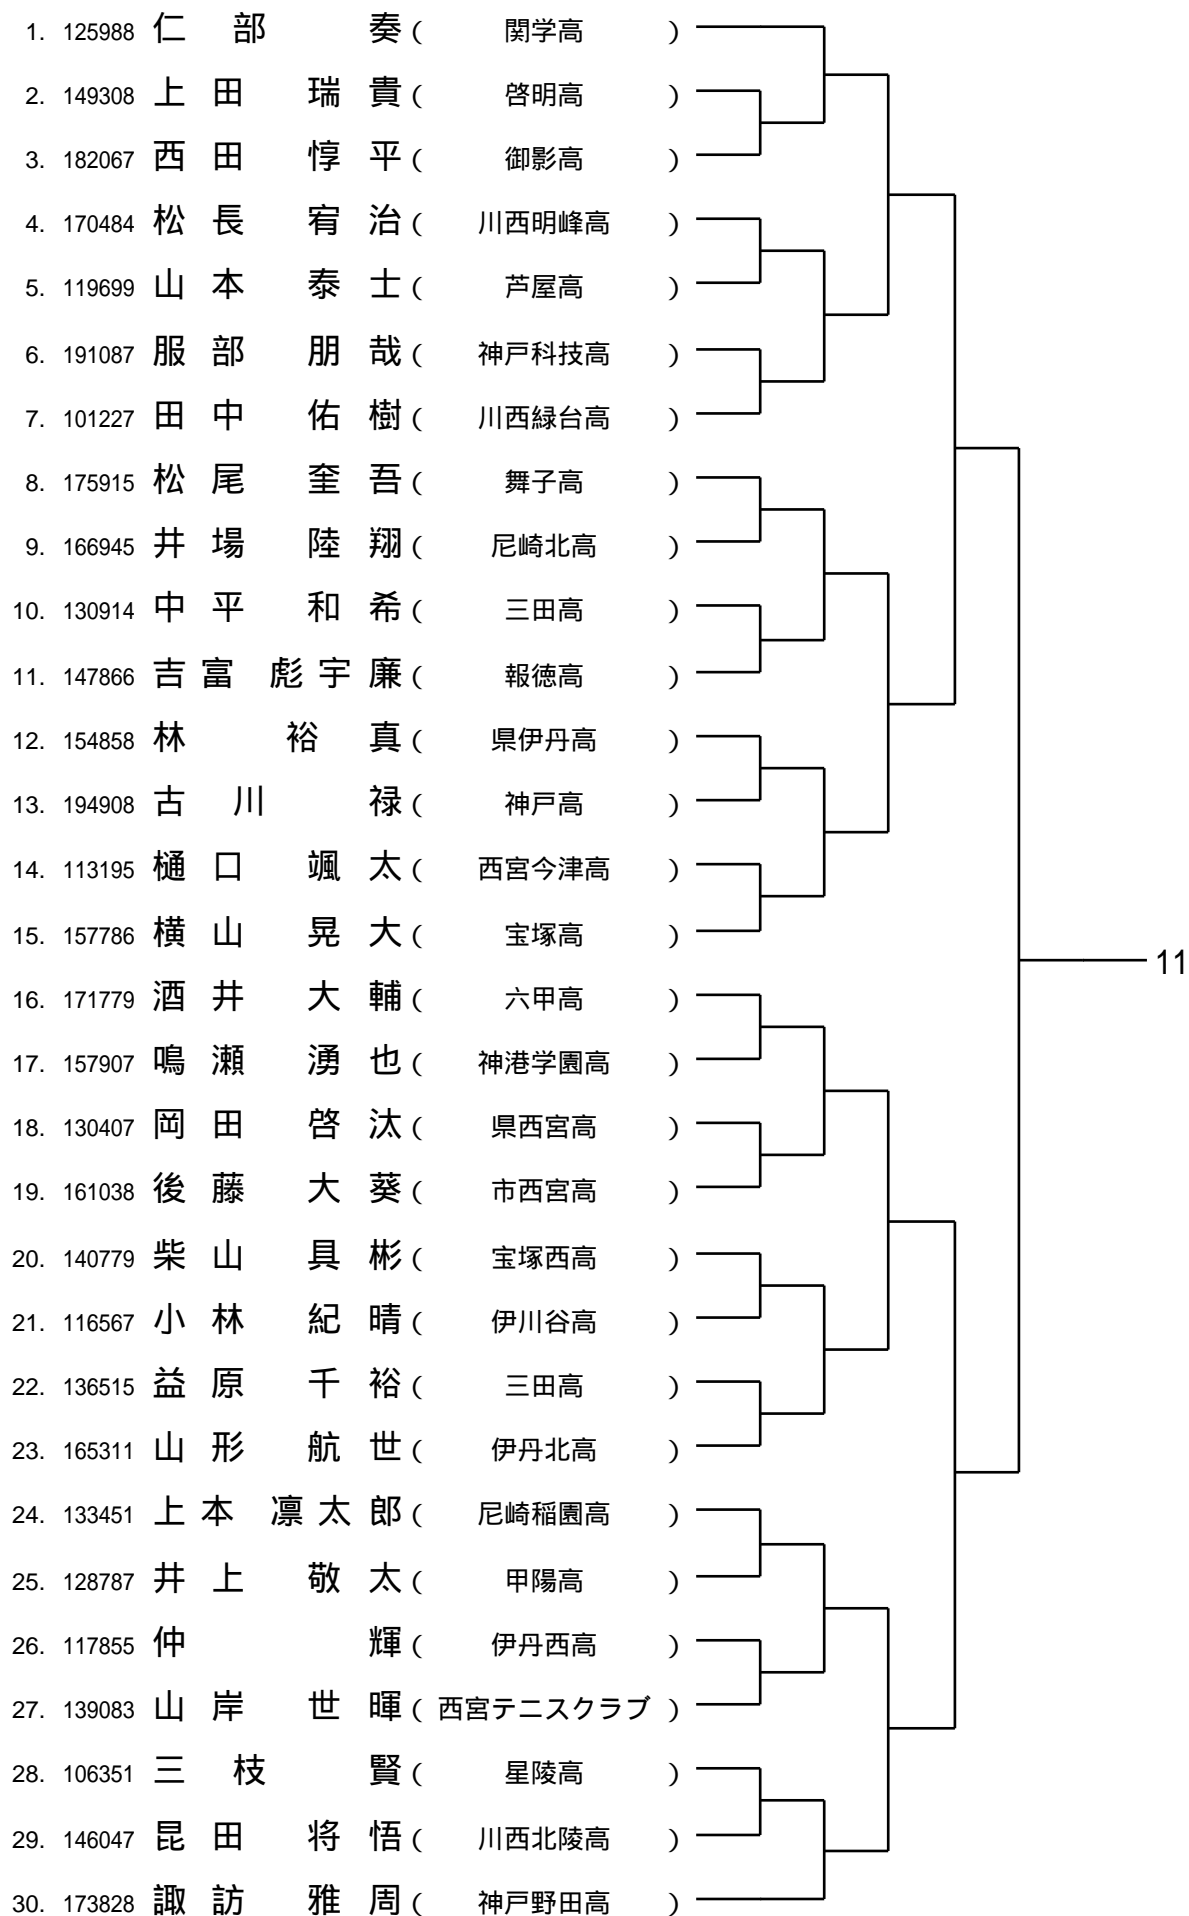 1. 125988 仁部 奏 ( 関学高 )
2. 149308 上田 瑞貴 ( 啓明高 )
3. 182067 西田 惇平 ( 御影高 )
4. 170484 松長 宥治 ( 川西明峰高 )
5. 119699 山本 泰士 ( 芦屋高 )
6. 191087 服部 朋哉 ( 神戸科技高 )
7. 101227 田中 佑樹 ( 川西緑台高 )
8. 175915 松尾 奎吾 ( 舞子高 )
9. 166945 井場 陸翔 ( 尼崎北高 )
10. 130914 中平 和希 ( 三田高 )
11. 147866 吉富 彪宇廉 ( 報徳高 )
12. 154858 林 裕真 ( 県伊丹高 )
13. 194908 古川 禄 ( 神戸高 )
14. 113195 樋口 颯太 ( 西宮今津高 )
15. 157786 横山 晃大 ( 宝塚高 )
11
16. 171779 酒井 大輔 ( 六甲高 )
17. 157907 鳴瀬 湧也 ( 神港学園高 )
18. 130407 岡田 啓汰 ( 県西宮高 )
19. 161038 後藤 大葵 ( 市西宮高 )
20. 140779 柴山 具彬 ( 宝塚西高 )
21. 116567 小林 紀晴 ( 伊川谷高 )
22. 136515 益原 千裕 ( 三田高 )
23. 165311 山形 航世 ( 伊丹北高 )
24. 133451 上本 凛太郎 ( 尼崎稲園高 )
25. 128787 井上 敬太 ( 甲陽高 )
26. 117855 仲 輝 ( 伊丹西高 )
27. 139083 山岸 世暉 ( 西宮テニスクラブ )
28. 106351 三枝 賢 ( 星陵高 )
29. 146047 昆田 将悟 ( 川西北陵高 )
30. 173828 諏訪 雅周 ( 神戸野田高 )